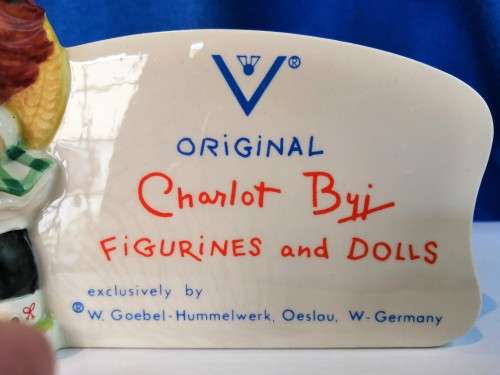 ®
ORiGiNAL
Charlot Byj
FiGURiNES and DOLLS
exclusively by
® W. Goebel-Hummelwerk, Oeslau, W-Germany